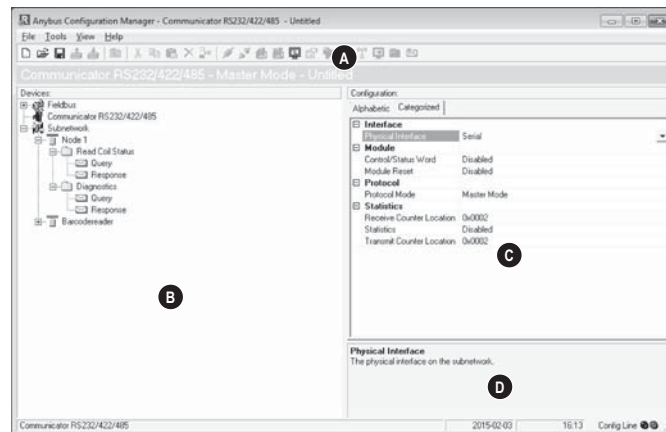 Anybus Configuration Manager - Communicator RS232/422/485 - Untitled
File Tools View Help
A
Communicator RS232/422/485 - Master Mode - Untitled
Devices:
Fieldbus
Communicator RS232/422/485
Subnetwork
Node 1
Read Coil Status
Query
Response
Diagnostics
Query
Response
Barcodereader
B
Configuration:
Alphabetic Categorized
Interface
Physical Interface Serial
Module
Control/Status Word Disabled
Module Reset Disabled
Protocol
Protocol Mode Master Mode
Statistics
Receive Counter Location 0x0002
Statistics Disabled
Transmit Counter Location 0x0002
C
Physical Interface
The physical interface on the subnetwork.
D
Communicator RS232/422/485 2015-02-03 16:13 Config Line